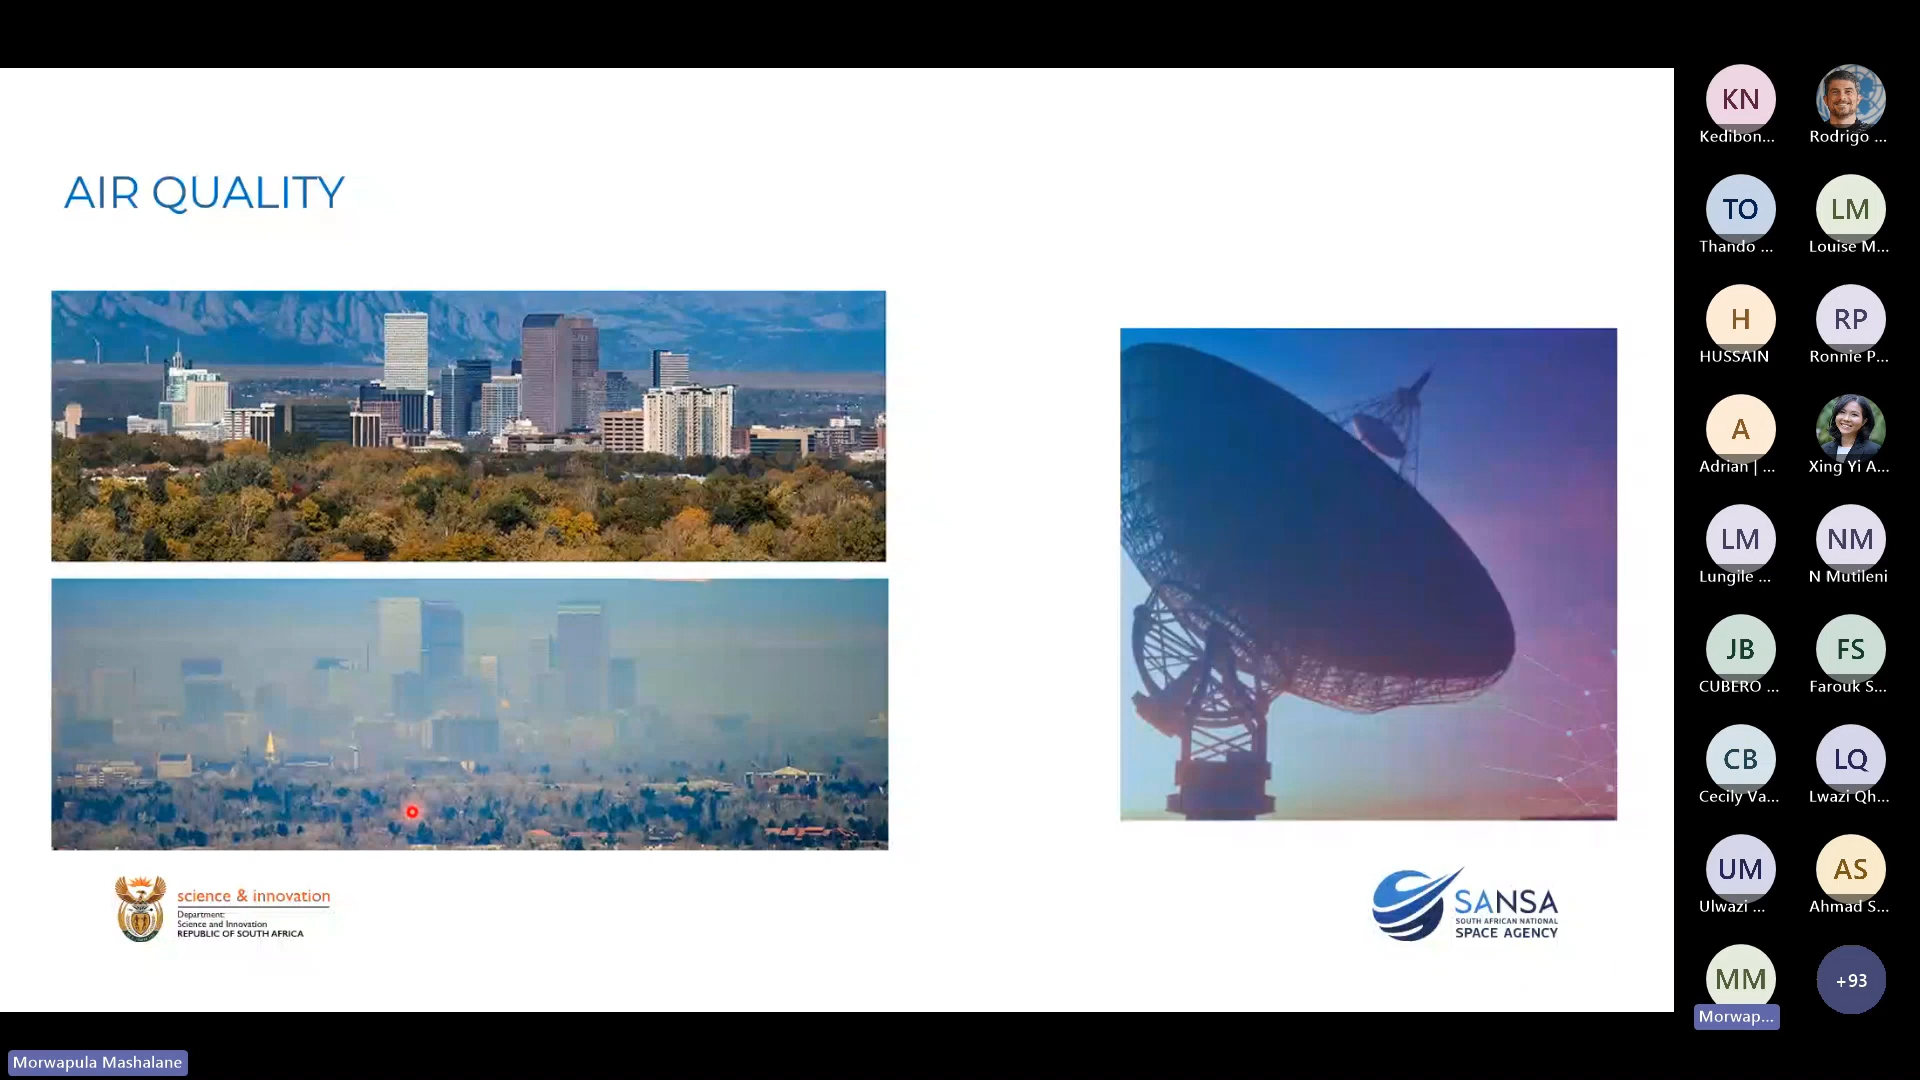 AIR QUALITY
science & innovation
Department:
Science and Innovation
REPUBLIC OF SOUTH AFRICA
SANSA
SOUTH AFRICAN NATIONAL
SPACE AGENCY
KN
Kedibon...
Rodrigo ...
TO
Thando ...
LM
Louise M...
H
HUSSAIN
RP
Ronnie P...
A
Adrian | ...
Xing Yi A...
LM
Lungile ...
NM
N Mutileni
JB
CUBERO ...
FS
Farouk S...
CB
Cecily Va...
LQ
Lwazi Qh...
UM
Ulwazi ...
AS
Ahmad S...
MM
Morwap...
+93
Morwapula Mashalane